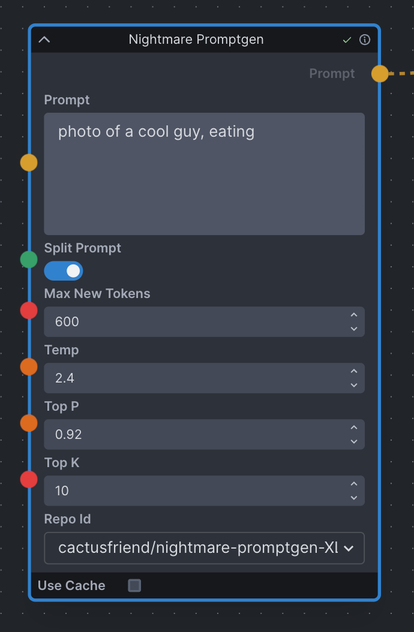 Nightmare Promptgen
Prompt
Prompt
photo of a cool guy, eating
Split Prompt
Max New Tokens
600
Temp
2.4
Top P
0.92
Top K
10
Repo Id
cactusfriend/nightmare-promptgen-Xl
Use Cache